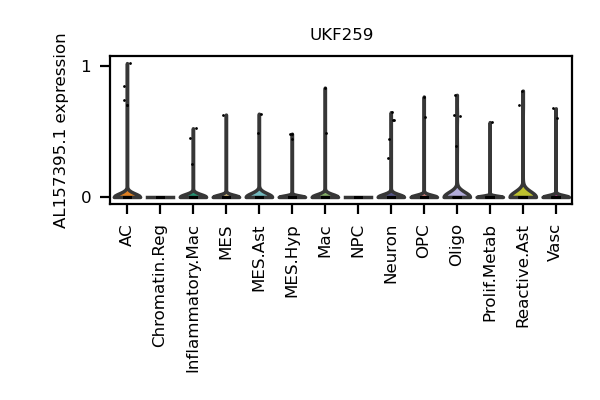 UKF259
AL157395.1 expression
1
0
AC
Chromatin.Reg
Inflammatory.Mac
MES
MES.Ast
MES.Hyp
Mac
NPC
Neuron
OPC
Oligo
Prolif.Metab
Reactive.Ast
Vasc